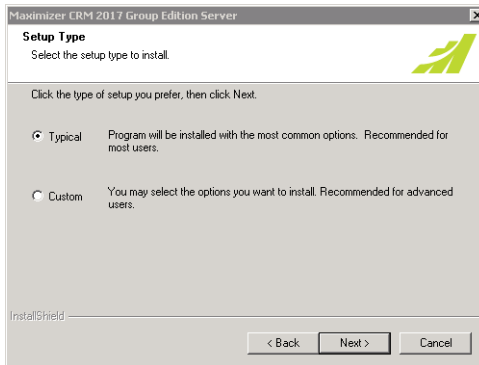 Maximizer CRM 2017 Group Edition Server
Setup Type
Select the setup type to install.
Click the type of setup you prefer, then click Next.
Typical
Program will be installed with the most common options. Recommended for
most users.
Custom
You may select the options you want to install. Recommended for advanced
users.
InstallShield
< Back
Next >
Cancel